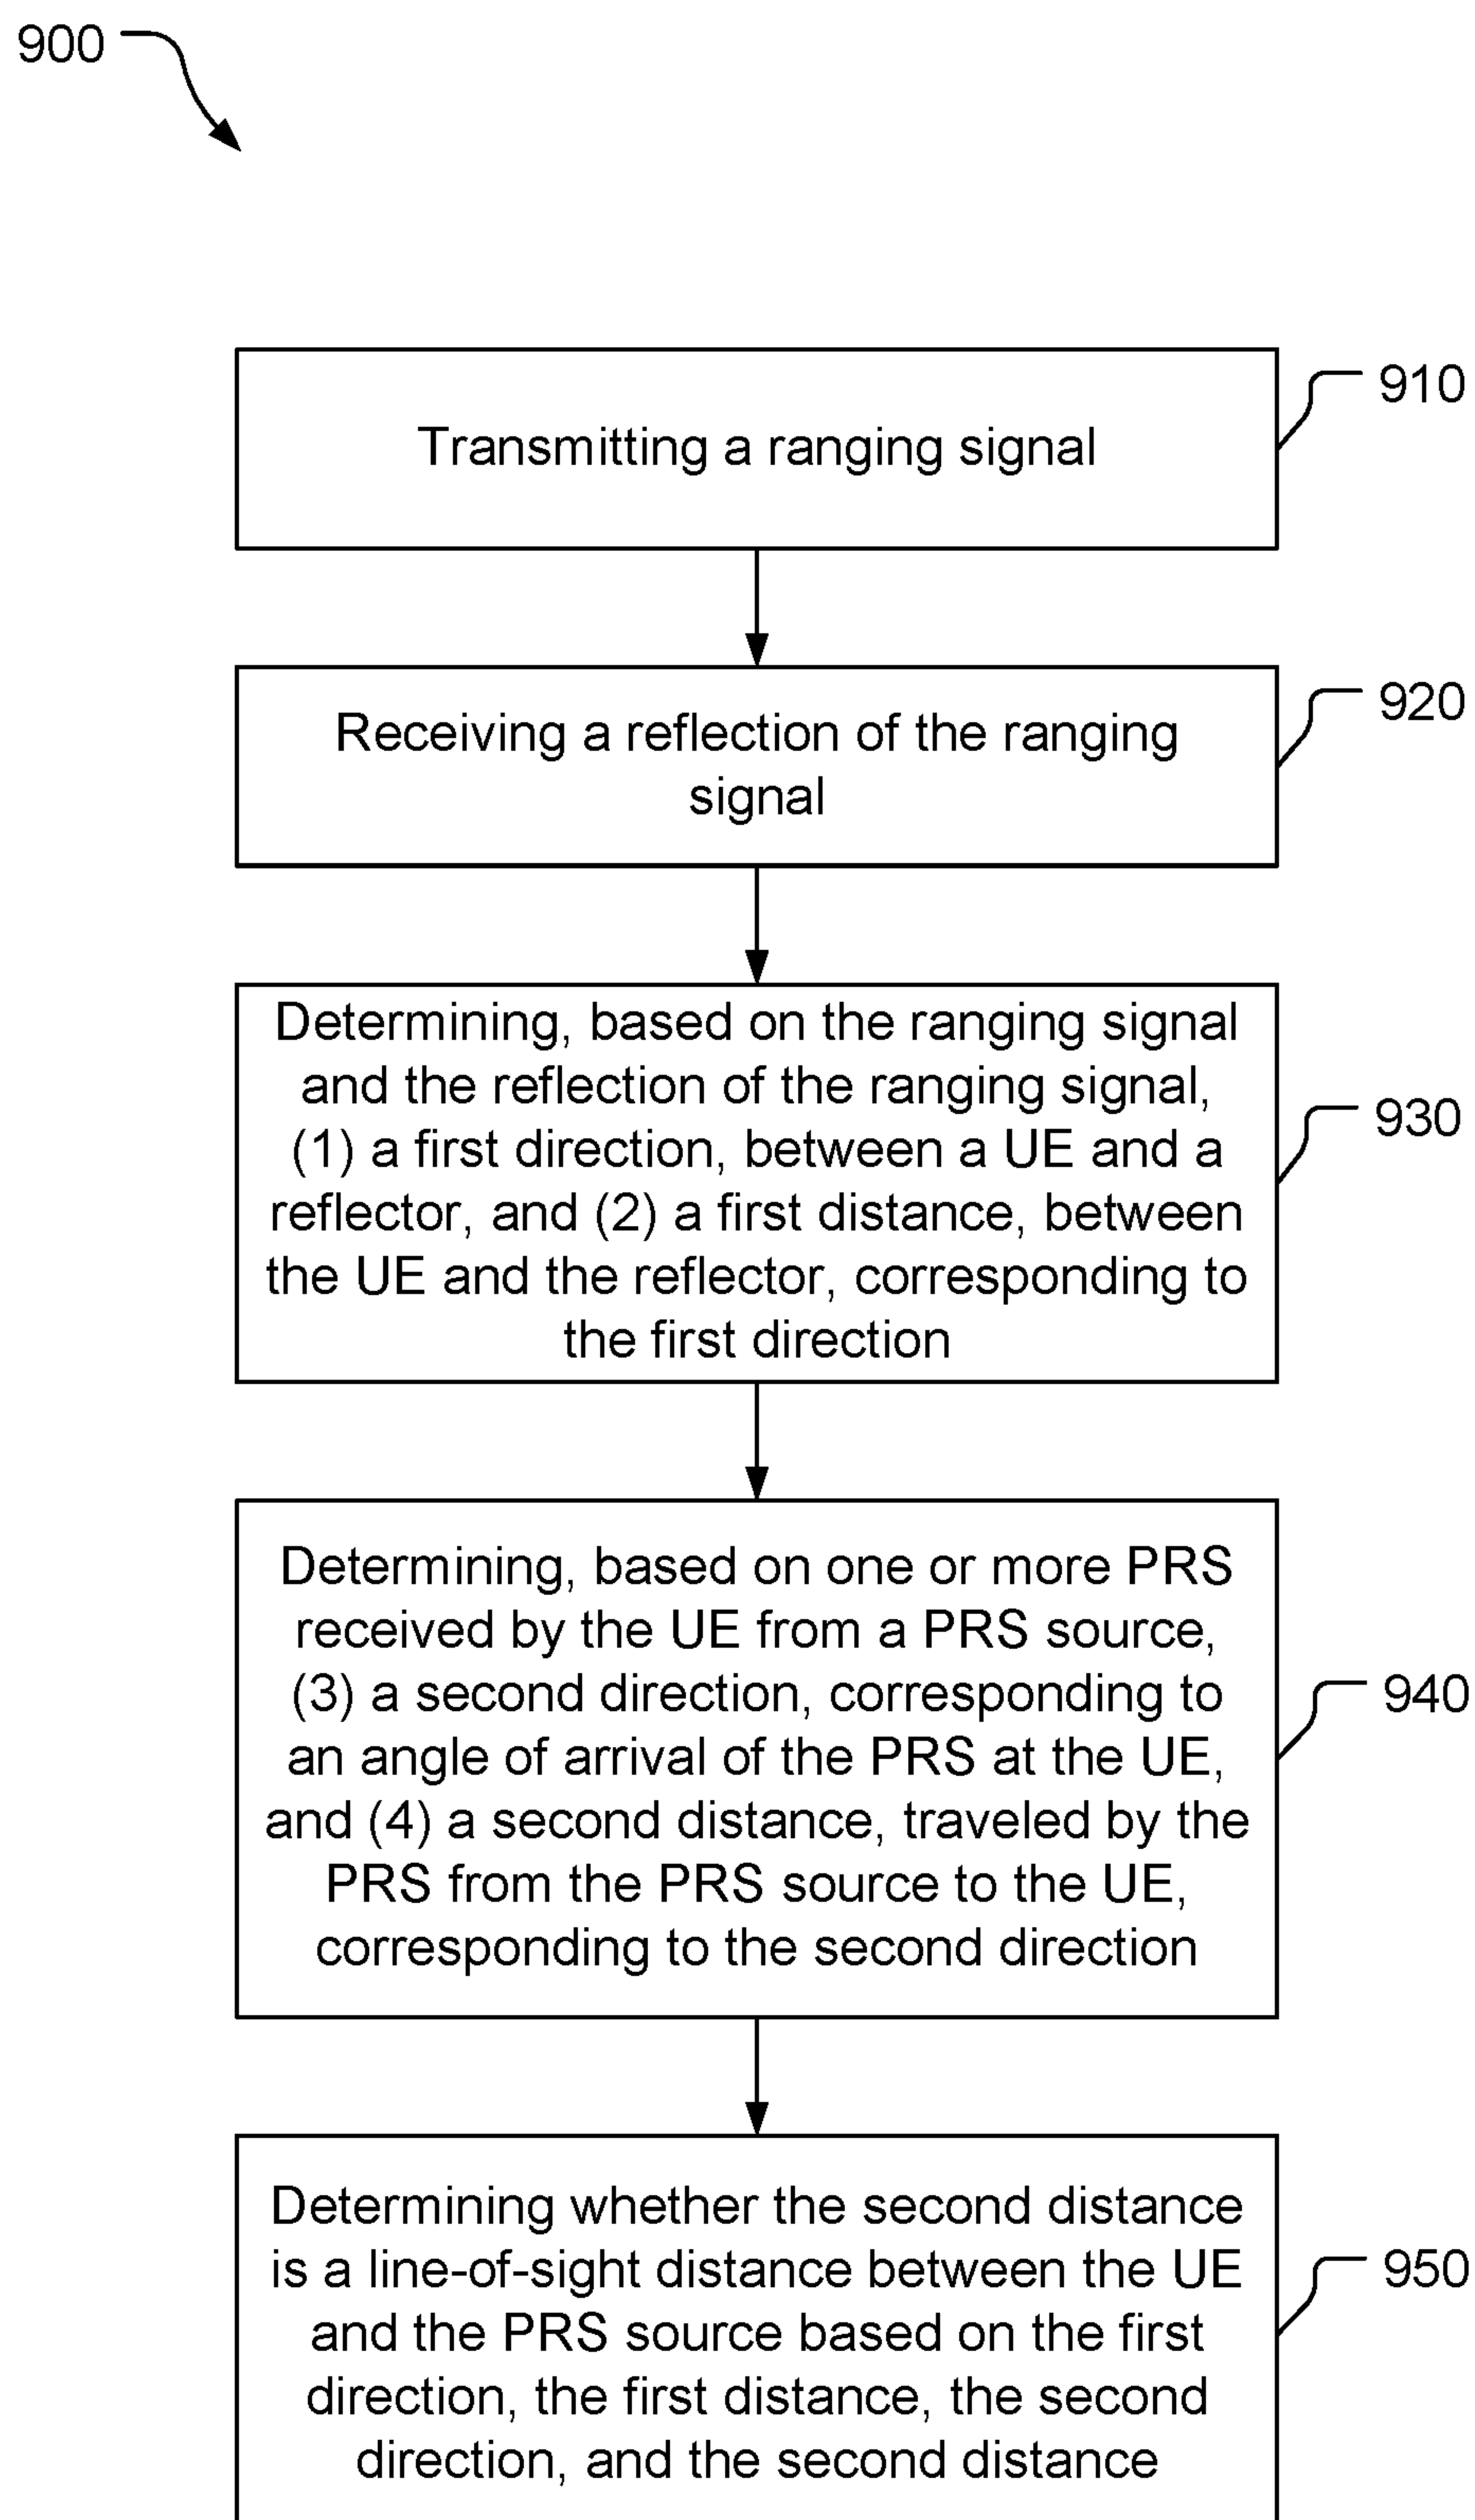 900
Transmitting a ranging signal
910
Receiving a reflection of the ranging
signal
920
Determining, based on the ranging signal
and the reflection of the ranging signal,
(1) a first direction, between a UE and a
reflector, and (2) a first distance, between
the UE and the reflector, corresponding to
the first direction
930
Determining, based on one or more PRS
received by the UE from a PRS source,
(3) a second direction, corresponding to
an angle of arrival of the PRS at the UE,
and (4) a second distance, traveled by the
PRS from the PRS source to the UE,
corresponding to the second direction
940
Determining whether the second distance
is a line-of-sight distance between the UE
and the PRS source based on the first
direction, the first distance, the second
direction, and the second distance
950